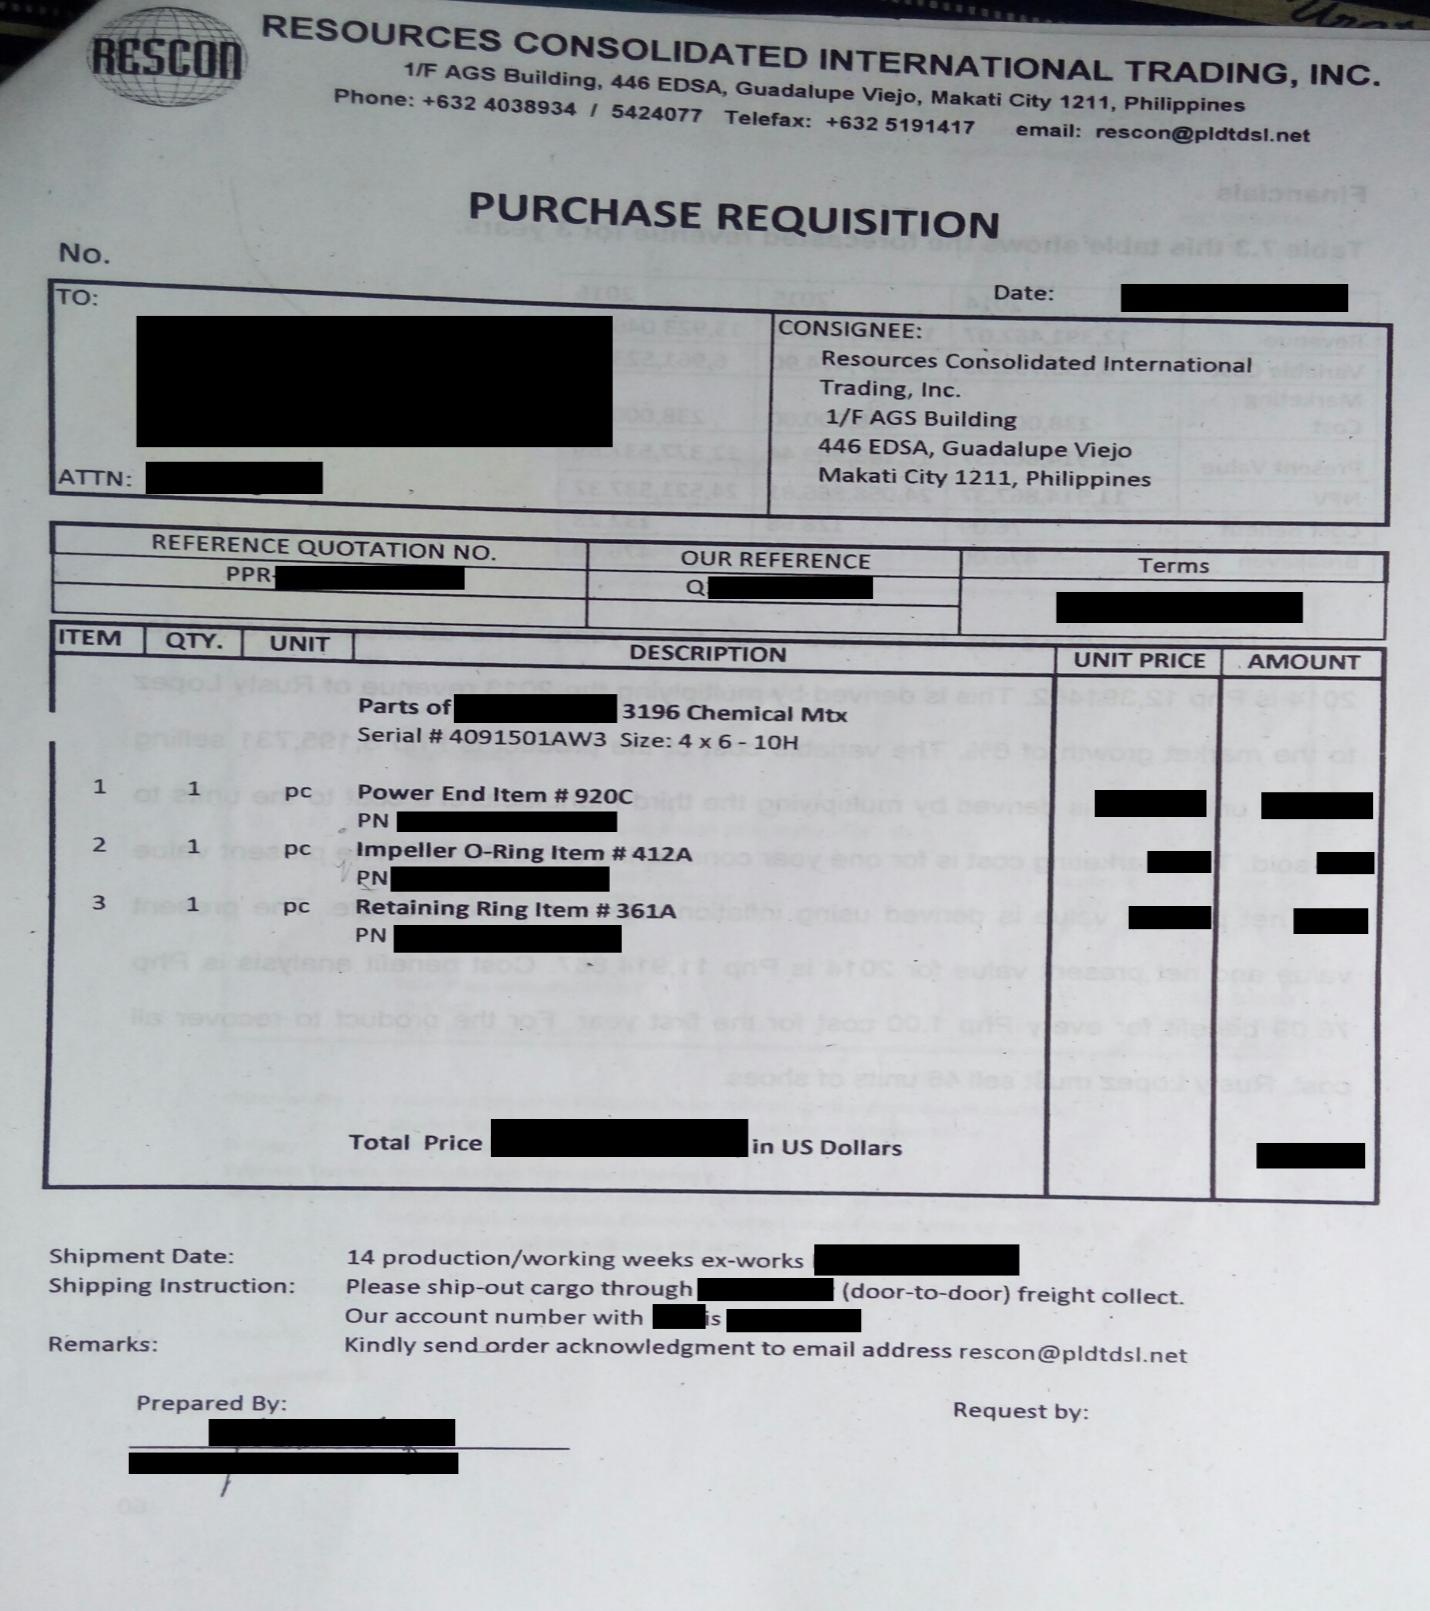 RESCON
RESOURCES CONSOLIDATED INTERNATIONAL TRADING, INC.
1/F AGS Building, 446 EDSA, Guadalupe Viejo, Makati City 1211, Philippines
Phone: +632 4038934 / 5424077 Telefax: +632 5191417 email: rescon@pldtdsl.net
PURCHASE REQUISITION
No.
Date:
TO:
ATTN:
CONSIGNEE:
Resources Consolidated International
Trading, Inc.
1/F AGS Building
446 EDSA, Guadalupe Viejo
Makati City 1211, Philippines
REFERENCE QUOTATION NO. OUR REFERENCE Terms
PPR- Q
ITEM QTY. UNIT DESCRIPTION UNIT PRICE AMOUNT
Parts of 3196 Chemical Mtx
Serial # 4091501AW3 Size: 4 x 6 - 10H
1 1 pc Power End Item # 920C
PN
2 1 pc Impeller O-Ring Item # 412A
PN
3 1 pc Retaining Ring Item # 361A
PN
Total Price in US Dollars
Shipment Date: 14 production/working weeks ex-works
Shipping Instruction: Please ship-out cargo through (door-to-door) freight collect.
Our account number with is
Remarks: Kindly send order acknowledgment to email address rescon@pldtdsl.net
Prepared By: Request by: